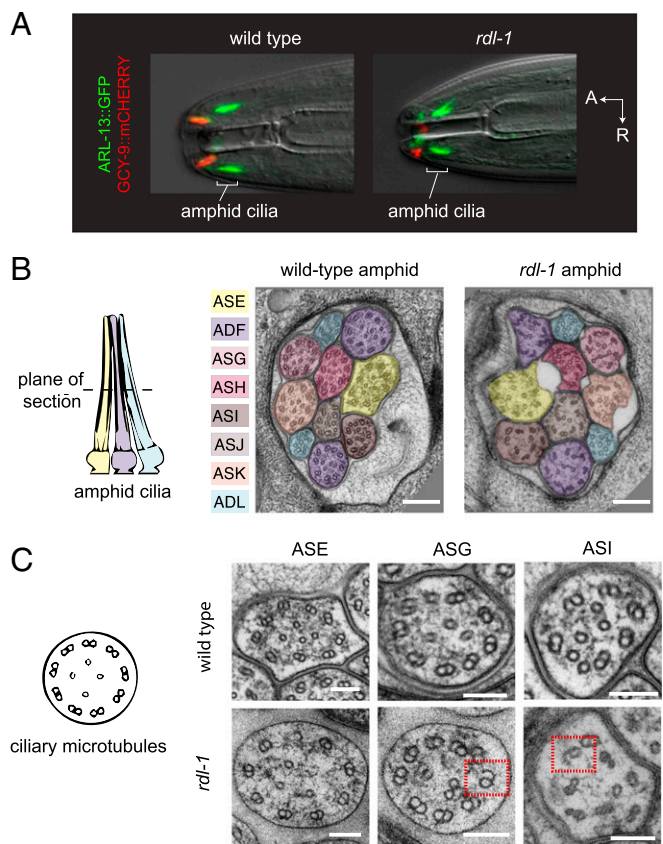 A
wild type
rdl-1
ARL-13::GFP
GCY-9::mCHERRY
A
R
amphid cilia
amphid cilia
B
wild-type amphid
rdl-1 amphid
plane of
section
amphid cilia
ASE
ADF
ASG
ASH
ASI
ASJ
ASK
ADL
C
ASE
ASG
ASI
wild type
ciliary microtubules
rdl-1